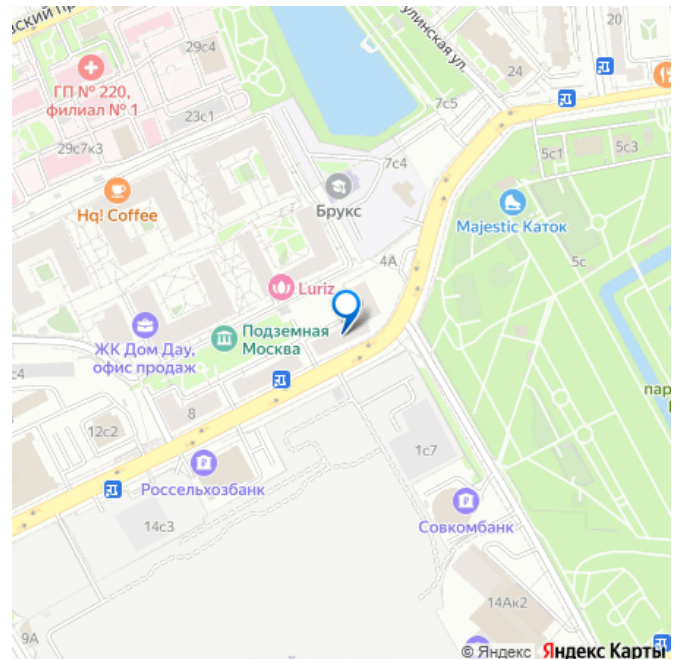 вский пр
20
улинская ул.
29с4
24
ГП № 220,
филиал № 1
7с5
23с1
5с1
5с3
29с7к3
7с4
Брукс
Hq! Coffee
Majestic Каток
4А
5с
Luriz
Подземная
Москва
ЖК Дом Дау,
офис продаж
с4
пар
8
12с2
1с7
Россельхозбанк
Совкомбанк
14с3
14Ак2
9А
© Яндекс Яндекс Карты